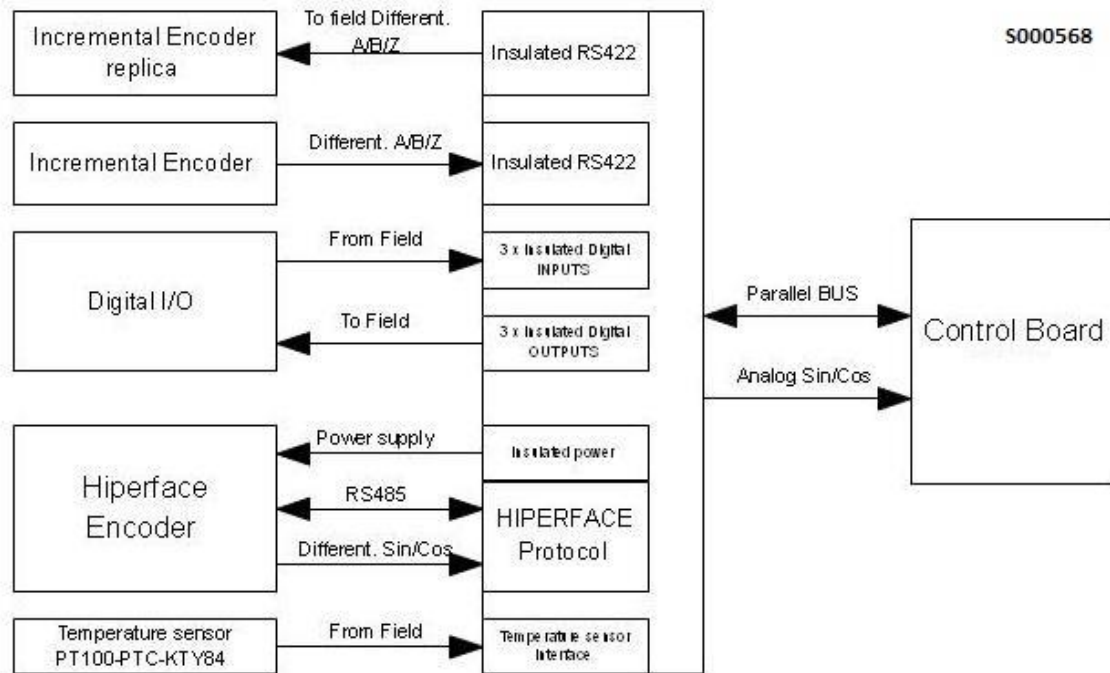 To field Different.
A/B/Z
Incremental Encoder
replica
Insulated RS422
S000568
Different. A/B/Z
Incremental Encoder
Insulated RS422
From Field
3 x Insulated Digital
INPUTS
Digital I/O
To Field
3 x Insulated Digital
OUTPUTS
Parallel BUS
Control Board
Analog Sin/Cos
Power supply
Insulated power
Hiperface
Encoder
RS485
HIPERFACE
Protocol
Different. Sin/Cos
Temperature sensor
PT100-PTC-KTY84
From Field
Temperature sensor
Interface